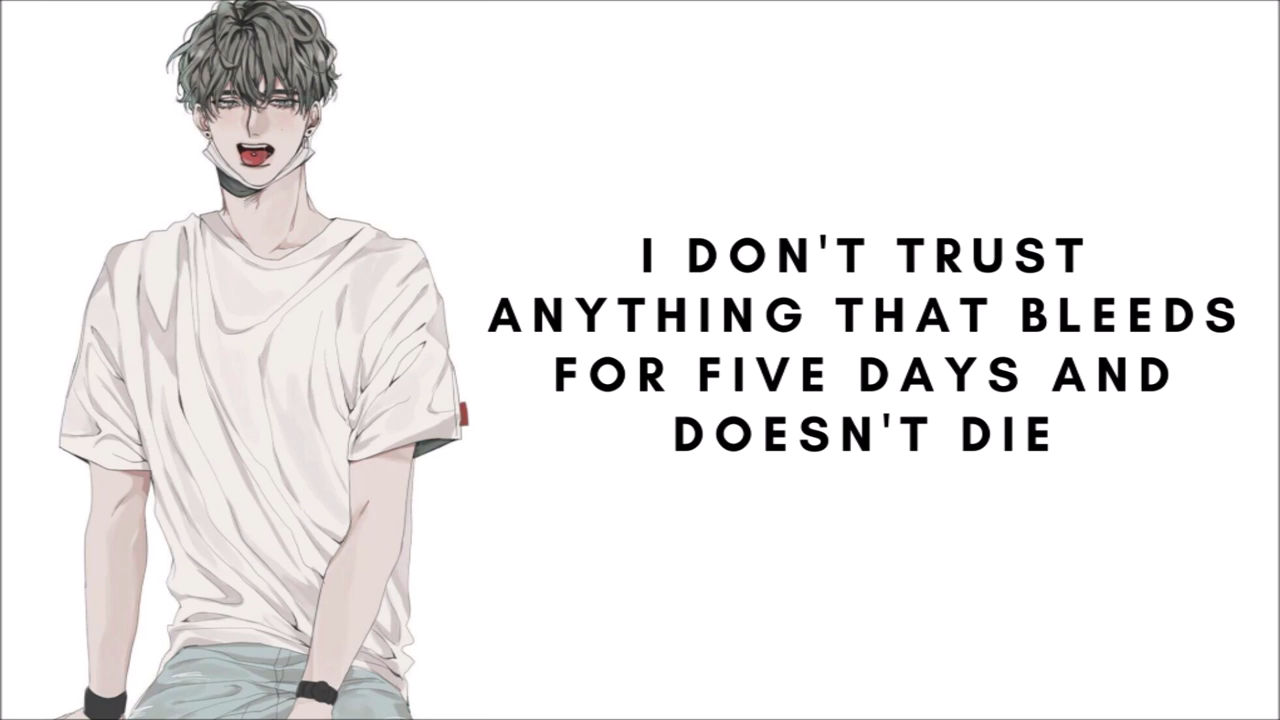 I DON'T TRUST
ANYTHING THAT BLEEDS
FOR FIVE DAYS AND
DOESN'T DIE